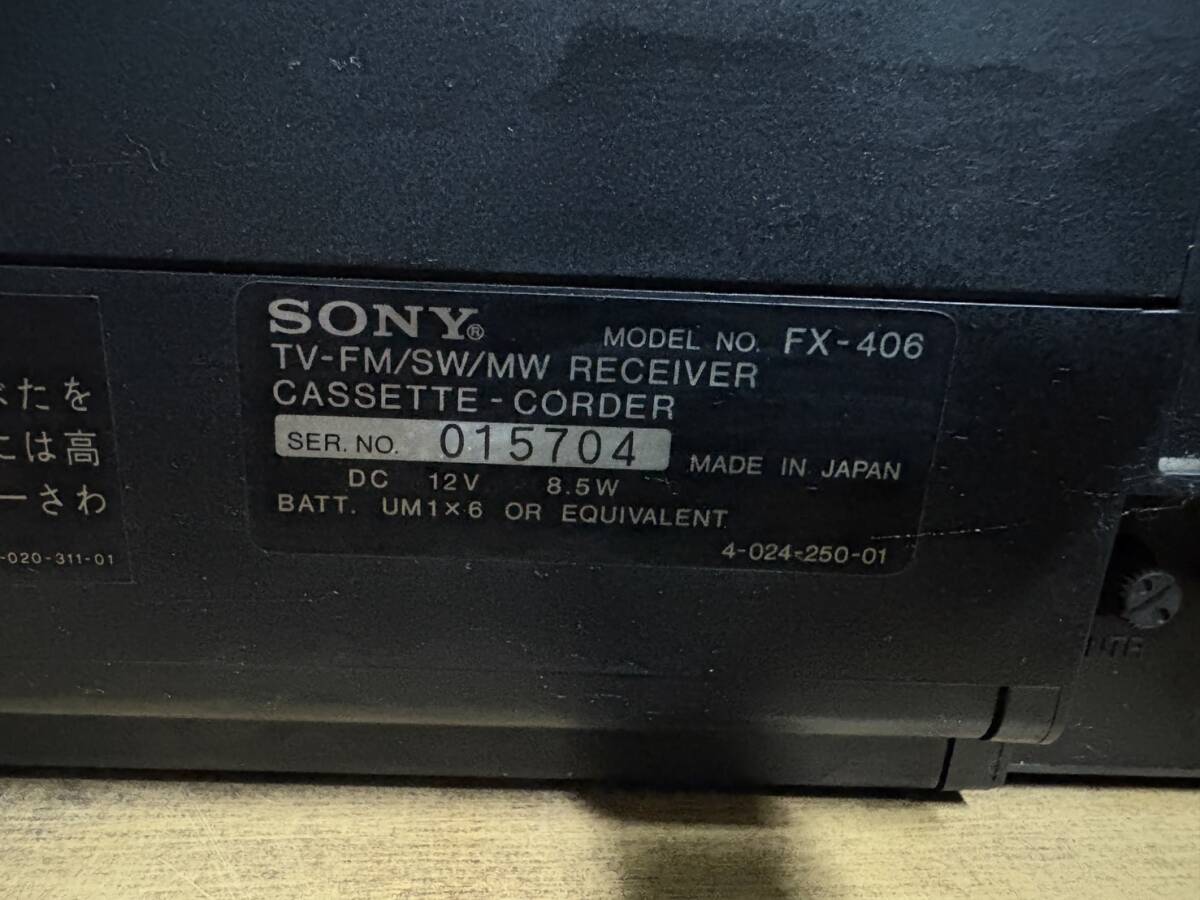 SONY®
MODEL NO. FX-406
TV-FM/SW/MW RECEIVER
CASSETTE-CORDER
SER. NO. 015704
MADE IN JAPAN
DC 12V 8.5W
BATT. UM1×6 OR EQUIVALENT
4-024-250-01
たを
には高
ーさわ
-020-311-01